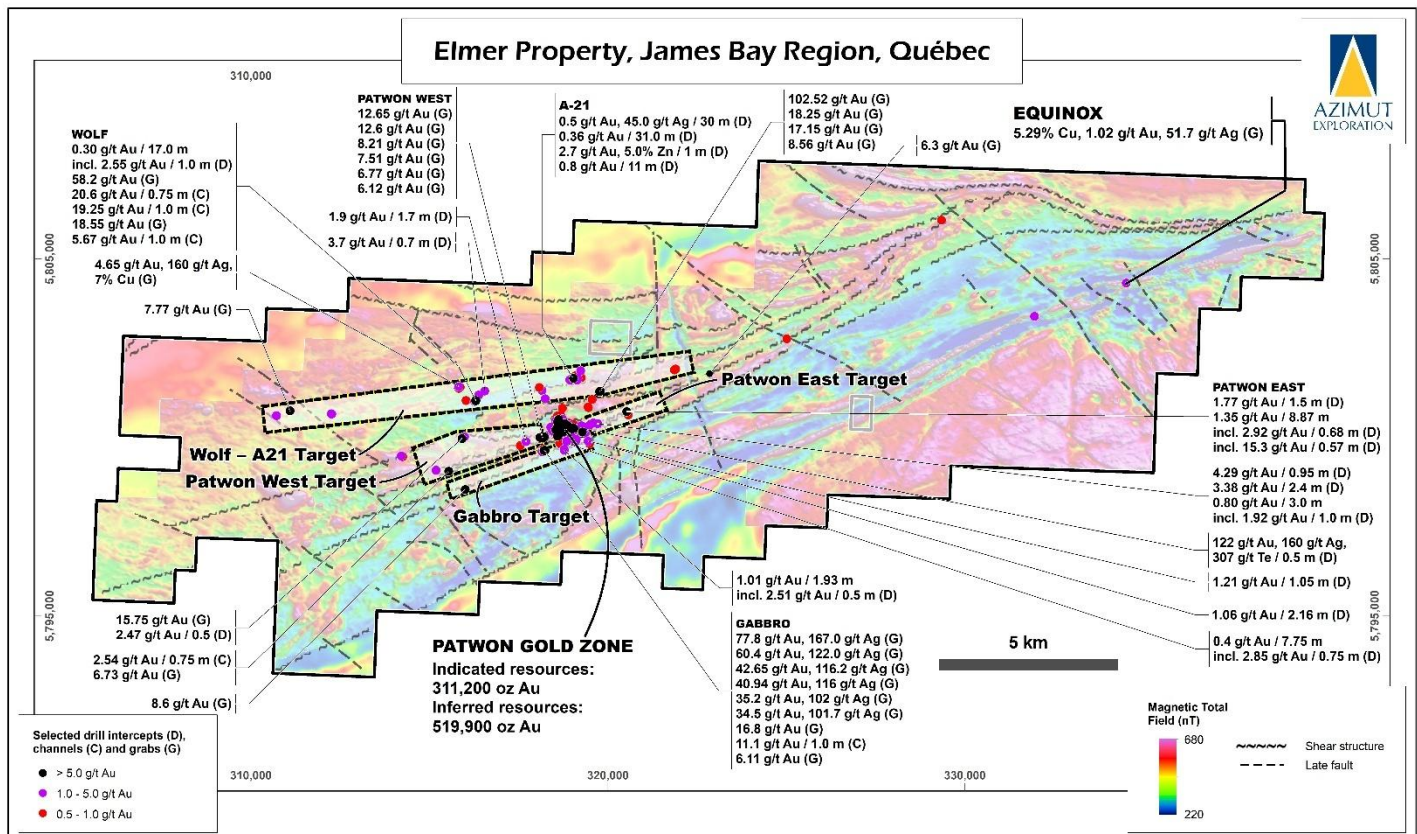 Elmer Property, James Bay Region, Québec
AZIMUT
EXPLORATION
310,000
5,805,000
5,805,000
WOLF
0.30 g/t Au / 17.0 m
incl. 2.55 g/t Au / 1.0 m (D)
58.2 g/t Au (G)
20.6 g/t Au / 0.75 m (C)
19.25 g/t Au / 1.0 m (C)
18.55 g/t Au (G)
5.67 g/t Au / 1.0 m (C)
4.65 g/t Au, 160 g/t Ag,
7% Cu (G)
7.77 g/t Au (G)
PATWON WEST
12.65 g/t Au (G)
12.6 g/t Au (G)
8.21 g/t Au (G)
7.51 g/t Au (G)
6.77 g/t Au (G)
6.12 g/t Au (G)
1.9 g/t Au / 1.7 m (D)
3.7 g/t Au / 0.7 m (D)
A-21
0.5 g/t Au, 45.0 g/t Ag / 30 m (D)
0.36 g/t Au / 31.0 m (D)
2.7 g/t Au, 5.0% Zn / 1 m (D)
0.8 g/t Au / 11 m (D)
102.52 g/t Au (G)
18.25 g/t Au (G)
17.15 g/t Au (G)
8.56 g/t Au (G)
6.3 g/t Au (G)
EQUINOX
5.29% Cu, 1.02 g/t Au, 51.7 g/t Ag (G)
Patwon East Target
Wolf – A21 Target
Patwon West Target
Gabbro Target
PATWON EAST
1.77 g/t Au / 1.5 m (D)
1.35 g/t Au / 8.87 m
incl. 2.92 g/t Au / 0.68 m (D)
incl. 15.3 g/t Au / 0.57 m (D)
4.29 g/t Au / 0.95 m (D)
3.38 g/t Au / 2.4 m (D)
0.80 g/t Au / 3.0 m
incl. 1.92 g/t Au / 1.0 m (D)
122 g/t Au, 160 g/t Ag,
307 g/t Te / 0.5 m (D)
1.21 g/t Au / 1.05 m (D)
1.06 g/t Au / 2.16 m (D)
0.4 g/t Au / 7.75 m
incl. 2.85 g/t Au / 0.75 m (D)
5,795,000
5,795,000
15.75 g/t Au (G)
2.47 g/t Au / 0.5 (D)
2.54 g/t Au / 0.75 m (C)
6.73 g/t Au (G)
8.6 g/t Au (G)
PATWON GOLD ZONE
Indicated resources:
311,200 oz Au
Inferred resources:
519,900 oz Au
1.01 g/t Au / 1.93 m
incl. 2.51 g/t Au / 0.5 m (D)
GABBRO
77.8 g/t Au, 167.0 g/t Ag (G)
60.4 g/t Au, 122.0 g/t Ag (G)
42.65 g/t Au, 116.2 g/t Ag (G)
40.94 g/t Au, 116 g/t Ag (G)
35.2 g/t Au, 102 g/t Ag (G)
34.5 g/t Au, 101.7 g/t Ag (G)
16.8 g/t Au (G)
11.1 g/t Au / 1.0 m (C)
6.11 g/t Au (G)
5 km
Selected drill intercepts (D),
channels (C) and grabs (G)
> 5.0 g/t Au
1.0 - 5.0 g/t Au
0.5 - 1.0 g/t Au
310,000
320,000
330,000
Magnetic Total
Field (nT)
680
220
Shear structure
Late fault